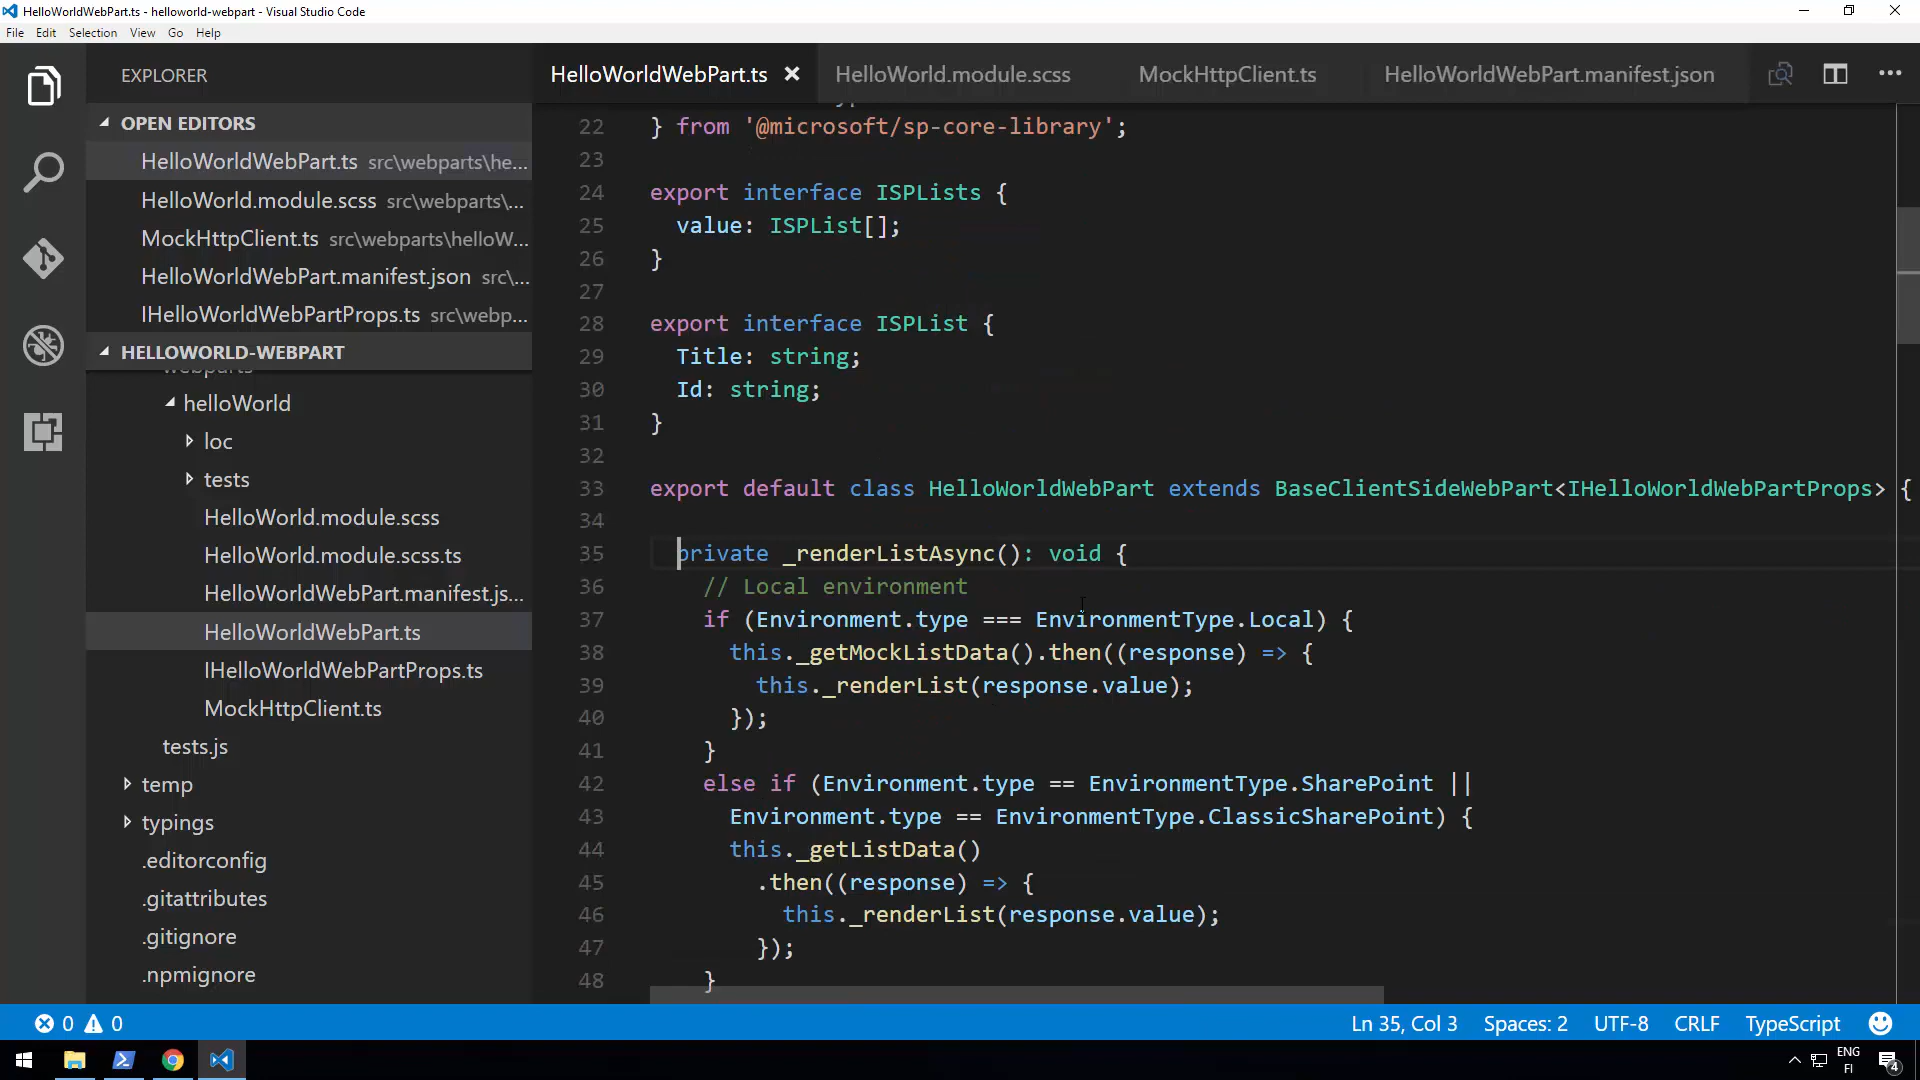 HelloWorldWebPart.ts - helloworld-webpart - Visual Studio Code
File Edit Selection View Go Help
EXPLORER
HelloWorldWebPart.ts HelloWorld.module.scss MockHttpClient.ts HelloWorldWebPart.manifest.json
OPEN EDITORS
HelloWorldWebPart.ts src\webparts\he...
HelloWorld.module.scss src\webparts\...
MockHttpClient.ts src\webparts\helloW...
HelloWorldWebPart.manifest.json src\...
IHelloWorldWebPartProps.ts src\webp...
HELLOWORLD-WEBPART
webparts
helloWorld
loc
tests
HelloWorld.module.scss
HelloWorld.module.scss.ts
HelloWorldWebPart.manifest.js...
HelloWorldWebPart.ts
IHelloWorldWebPartProps.ts
MockHttpClient.ts
tests.js
temp
typings
.editorconfig
.gitattributes
.gitignore
.npmignore
22 } from '@microsoft/sp-core-library';
23
24 export interface ISPLists {
25 value: ISPList[];
26 }
27
28 export interface ISPList {
29 Title: string;
30 Id: string;
31 }
32
33 export default class HelloWorldWebPart extends BaseClientSideWebPart<IHelloWorldWebPartProps> {
34
35 private _renderListAsync(): void {
36 // Local environment
37 if (Environment.type === EnvironmentType.Local) {
38 this._getMockListData().then((response) => {
39 this._renderList(response.value);
40 });
41 }
42 else if (Environment.type == EnvironmentType.SharePoint ||
43 Environment.type == EnvironmentType.ClassicSharePoint) {
44 this._getListData()
45 .then((response) => {
46 this._renderList(response.value);
47 });
48 }
0 0 Ln 35, Col 3 Spaces: 2 UTF-8 CRLF TypeScript
ENG
FI
4